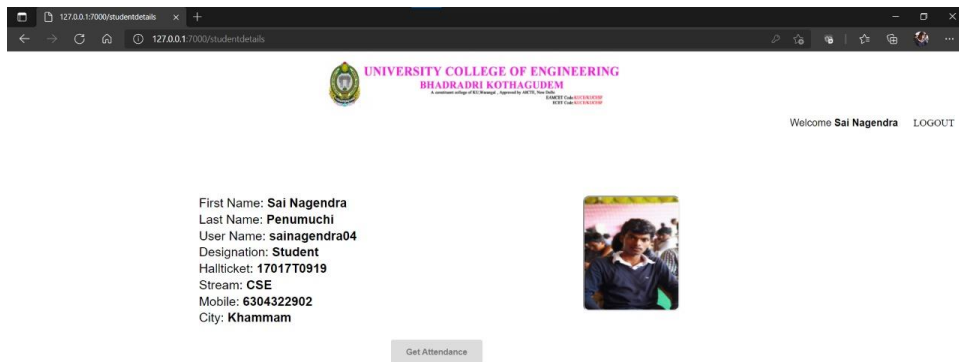 127.0.0.1:7000/studentdetails
127.0.0.1:7000/studentdetails
UNIVERSITY COLLEGE OF ENGINEERING
BHADRADRI KOTHAGUDEM
Welcome Sai Nagendra LOGOUT
First Name: Sai Nagendra
Last Name: Penumuchi
User Name: sainagendra04
Designation: Student
Hallticket: 17017T0919
Stream: CSE
Mobile: 6304322902
City: Khammam
Get Attendance